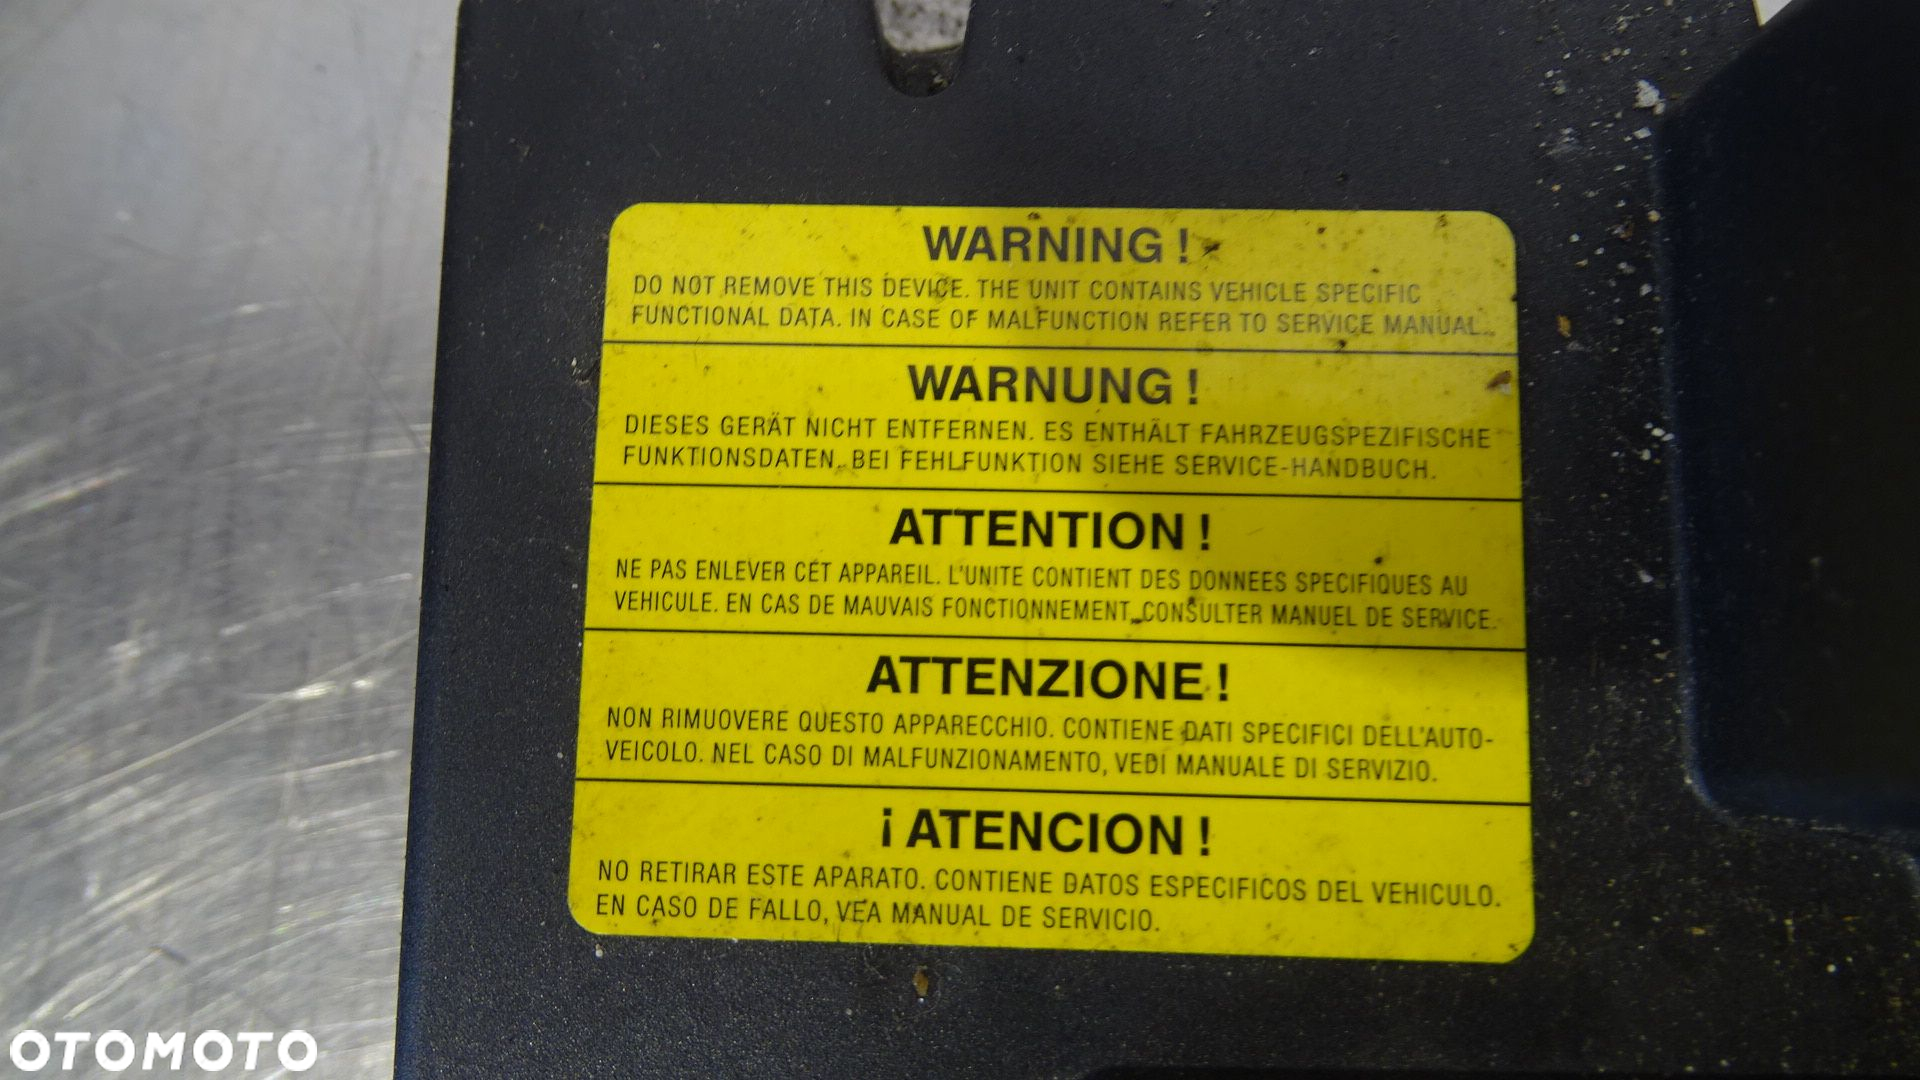 WARNING !
DO NOT REMOVE THIS DEVICE. THE UNIT CONTAINS VEHICLE SPECIFIC
FUNCTIONAL DATA. IN CASE OF MALFUNCTION REFER TO SERVICE MANUAL.
WARNUNG !
DIESES GERÄT NICHT ENTFERNEN. ES ENTHÄLT FAHRZEUGSPEZIFISCHE
FUNKTIONSDATEN. BEI FEHLFUNKTION SIEHE SERVICE-HANDBUCH.
ATTENTION !
NE PAS ENLEVER CET APPAREIL. L'UNITE CONTIENT DES DONNEES SPECIFIQUES AU
VEHICULE. EN CAS DE MAUVAIS FONCTIONNEMENT, CONSULTER MANUEL DE SERVICE.
ATTENZIONE !
NON RIMUOVERE QUESTO APPARECCHIO. CONTIENE DATI SPECIFICI DELL'AUTO-
VEICOLO. NEL CASO DI MALFUNZIONAMENTO, VEDI MANUALE DI SERVIZIO.
¡ ATENCION !
NO RETIRAR ESTE APARATO. CONTIENE DATOS ESPECIFICOS DEL VEHICULO.
EN CASO DE FALLO, VEA MANUAL DE SERVICIO.
OTOMOTO